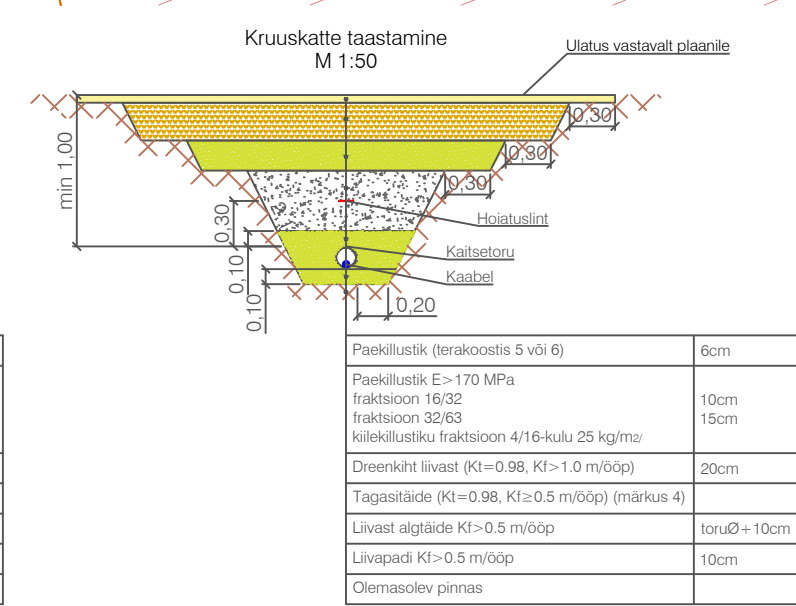 Kruuskatte taastamine
M 1:50
Ulatus vastavalt plaanile
min 1,00
0,30
0,30
0,30
0,30
0,10
0,10
0,20
Hoiatuslint
Kaitsetoru
Kaabel
Paekillustik (terakoostis 5 või 6) 6cm
Paekillustik E>170 MPa
fraktsioon 16/32 10cm
fraktsioon 32/63 15cm
kiilekillustiku fraktsioon 4/16-kulu 25 kg/m2/
Dreenkiht liivast (Kt=0.98, Kf>1.0 m/ööp) 20cm
Tagasitäide (Kt=0.98, Kf≥0.5 m/ööp) (märkus 4)
Liivast algtäide Kf>0.5 m/ööp toruØ+10cm
Liivapadi Kf>0.5 m/ööp 10cm
Olemasolev pinnas